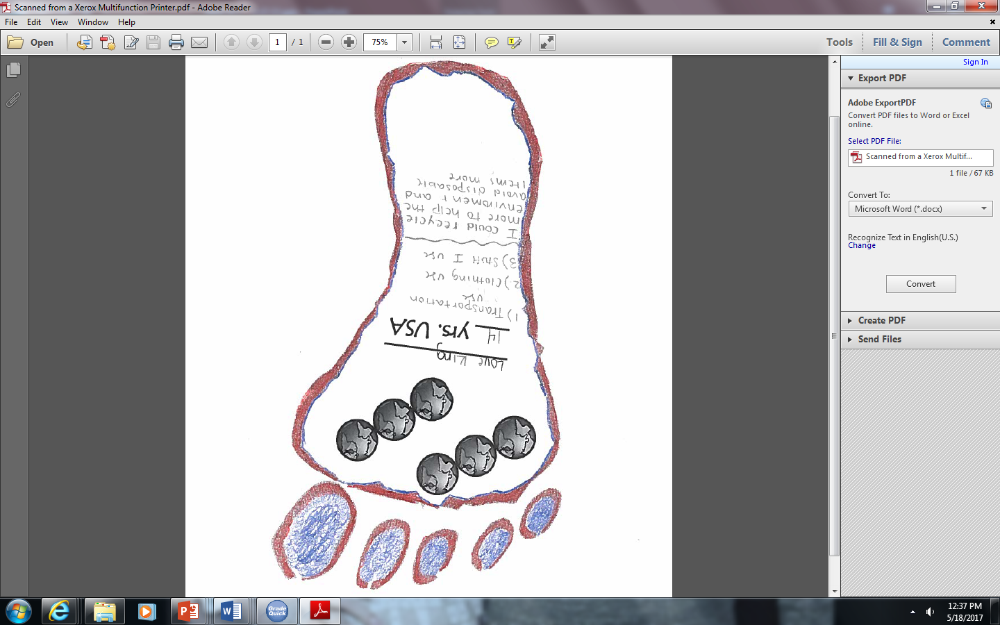 Scanned from a Xerox Multifunction Printer.pdf - Adobe Reader
File Edit View Window Help
Open
1 / 1
75%
Tools Fill & Sign Comment
Sign In
Export PDF
Adobe ExportPDF
Convert PDF files to Word or Excel
online.
Select PDF File:
Scanned from a Xerox Multif...
1 file / 67 KB
Convert To:
Microsoft Word (*.docx)
Recognize Text in English(U.S.)
Change
Convert
Create PDF
Send Files
Love King
14 yrs. USA
1) Transportation
use
2) Clothing use
3) Stuff I use
I could recycle
more to help the
enviroment and
avoid disposable
items more
Grade
Quick
12:37 PM
5/18/2017